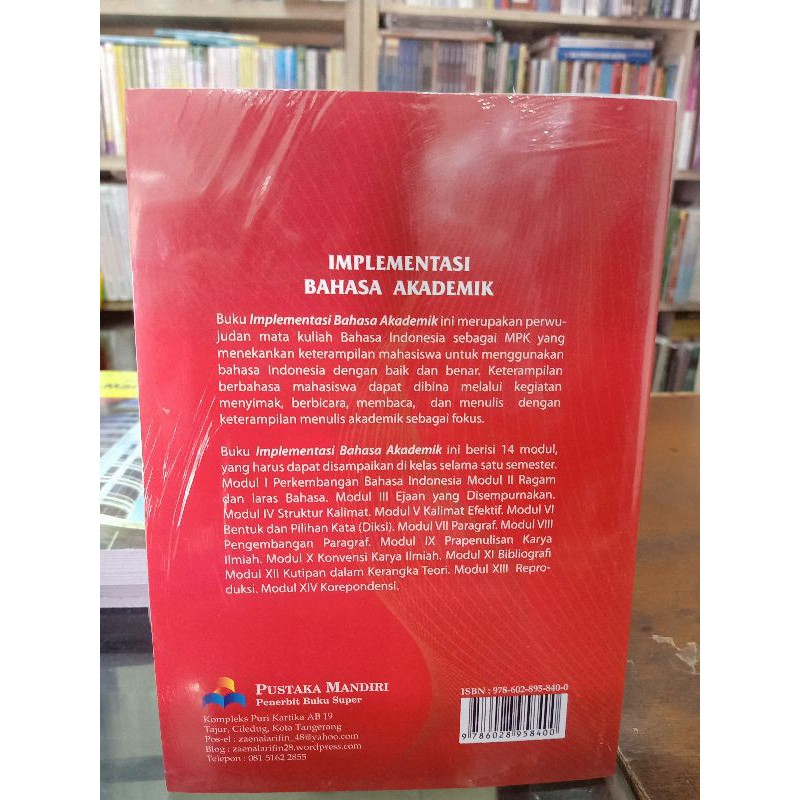 IMPLEMENTASI
BAHASA AKADEMIK
Buku Implementasi Bahasa Akademik ini merupakan perwu-
judan mata kuliah Bahasa Indonesia sebagai MPK yang
menekankan keterampilan mahasiswa untuk menggunakan
bahasa Indonesia dengan baik dan benar. Keterampilan
berbahasa mahasiswa dapat dibina melalui kegiatan
menyimak, berbicara, membaca, dan menulis dengan
keterampilan menulis akademik sebagai fokus.
Buku Implementasi Bahasa Akademik ini berisi 14 modul,
yang harus dapat disampaikan di kelas selama satu semester.
Modul I Perkembangan Bahasa Indonesia Modul II Ragam
dan laras Bahasa. Modul III Ejaan yang Disempurnakan.
Modul IV Struktur Kalimat. Modul V Kalimat Efektif. Modul VI
Bentuk dan Pilihan Kata (Diksi). Modul VII Paragraf. Modul VIII
Pengembangan Paragraf. Modul IX Prapenulisan Karya
Ilmiah. Modul X Konvensi Karya Ilmiah. Modul XI Bibliografi
Modul XII Kutipan dalam Kerangka Teori. Modul XIII Repro-
duksi. Modul XIV Korepondensi.
PUSTAKA MANDIRI
Penerbit Buku Super
Kompleks Puri Kartika AB 19
Tajur, Ciledug, Kota Tangerang
Pos-el : zaenalarifin_48@yahoo.com
Blog : zaenalarifin28.wordpress.com
Telepon : 081 5162 2855
ISBN : 978-602-895-840-0
9 786028 958400